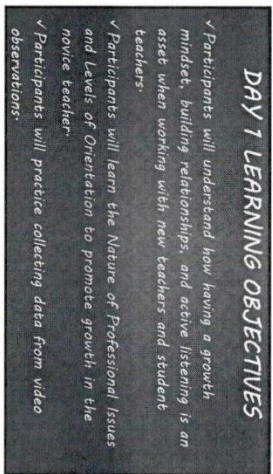 DAY 1 LEARNING OBJECTIVES
✓Participants will understand how having a growth
mindset, building relationships, and active listening is an
asset when working with new teachers and student
teachers.
✓Participants will learn the Nature of Professional Issues
and Levels of Orientation to promote growth in the
novice teacher.
✓Participants will practice collecting data from video
observations.